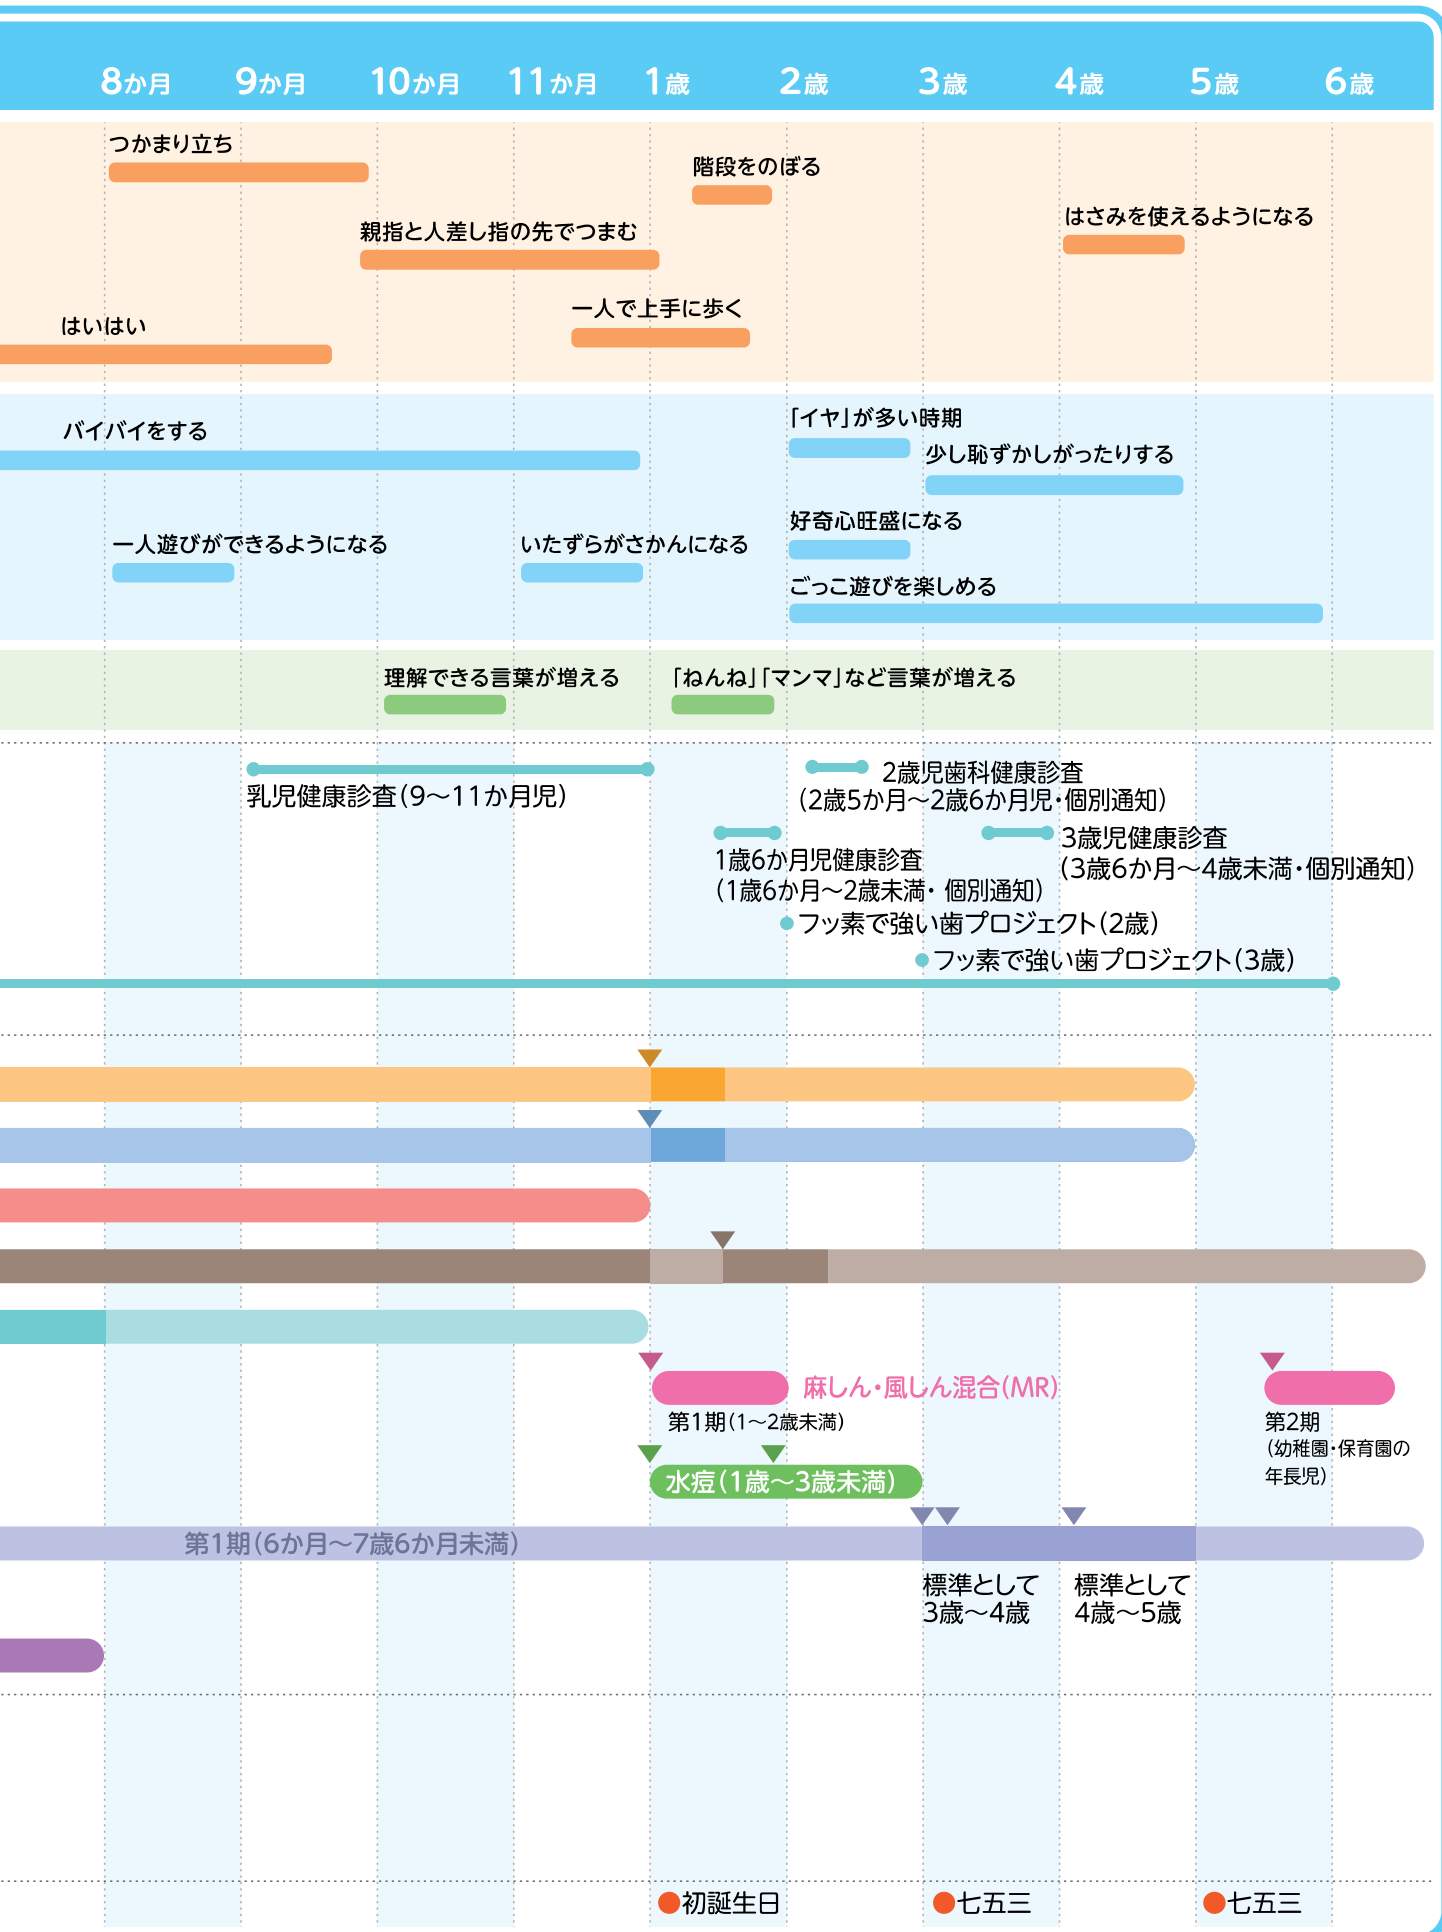 8か月 9か月 10か月 11か月 1歳 2歳 3歳 4歳 5歳 6歳
つかまり立ち
階段をのぼる
はさみを使えるようになる
親指と人差し指の先でつまむ
一人で上手に歩く
はいはい
「イヤ」が多い時期
バイバイをする
少し恥ずかしがったりする
好奇心旺盛になる
一人遊びができるようになる
いたずらがさかんになる
ごっこ遊びを楽しめる
理解できる言葉が増える
「ねんね」「マンマ」など言葉が増える
乳児健康診査(9～11か月児)
2歳児歯科健康診査
(2歳5か月～2歳6か月児・個別通知)
3歳児健康診査
(3歳6か月～4歳未満・個別通知)
1歳6か月児健康診査
(1歳6か月～2歳未満・ 個別通知)
フッ素で強い歯プロジェクト(2歳)
フッ素で強い歯プロジェクト(3歳)
麻しん・風しん混合(MR)
第1期(1～2歳未満)
第2期
(幼稚園・保育園の
年長児)
水痘(1歳～3歳未満)
第1期(6か月～7歳6か月未満)
標準として
3歳～4歳
標準として
4歳～5歳
●初誕生日
●七五三
●七五三